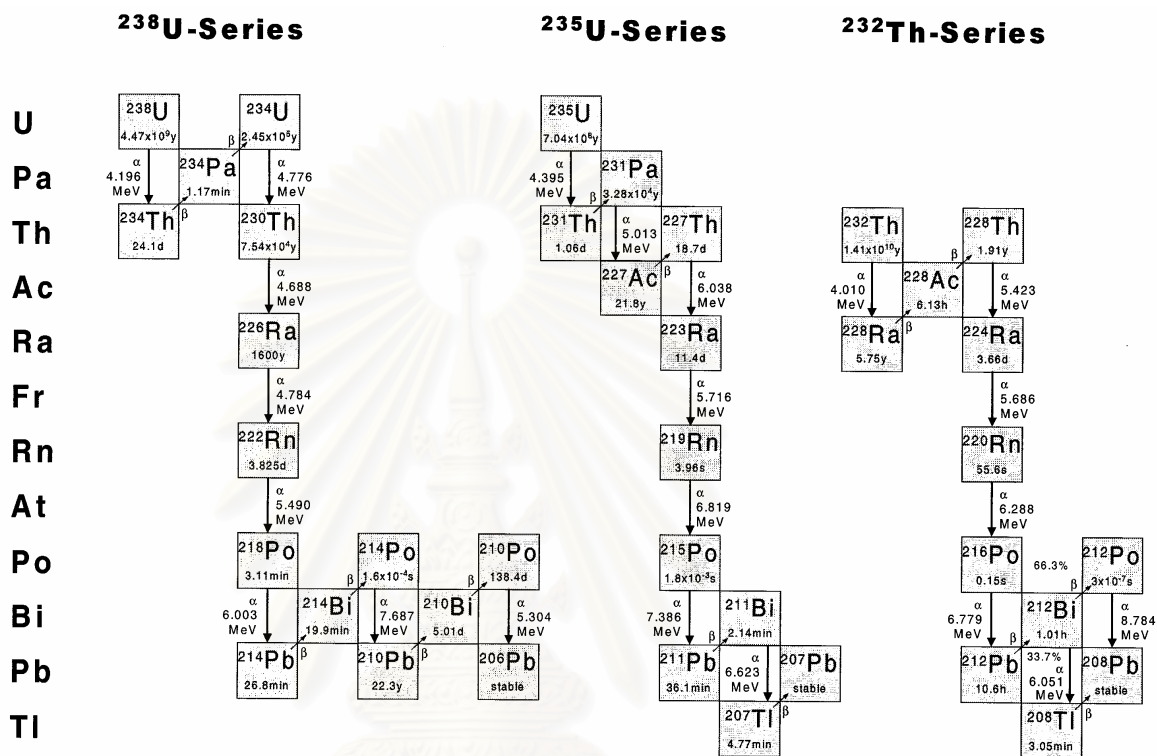 ²³⁸U-Series
²³⁵U-Series
²³²Th-Series
U
Pa
Th
Ac
Ra
Fr
Rn
At
Po
Bi
Pb
Tl
²³⁸U
4.47x10⁹y
α
4.196
MeV
²³⁴Th
24.1d
β
²³⁴Pa
1.17min
β
²³⁴U
2.45x10⁵y
α
4.776
MeV
²³⁰Th
7.54x10⁴y
α
4.688
MeV
²²⁶Ra
1600y
α
4.784
MeV
²²²Rn
3.825d
α
5.490
MeV
²¹⁸Po
3.11min
α
6.003
MeV
²¹⁴Pb
26.8min
β
²¹⁴Bi
19.9min
β
²¹⁴Po
1.6x10⁻⁴s
α
7.687
MeV
²¹⁰Pb
22.3y
β
²¹⁰Bi
5.01d
β
²¹⁰Po
138.4d
α
5.304
MeV
²⁰⁶Pb
stable
²³⁵U
7.04x10⁸y
α
4.395
MeV
²³¹Th
1.06d
β
²³¹Pa
3.28x10⁴y
α
5.013
MeV
²²⁷Ac
21.8y
β
²²⁷Th
18.7d
α
6.038
MeV
²²³Ra
11.4d
α
5.716
MeV
²¹⁹Rn
3.96s
α
6.819
MeV
²¹⁵Po
1.8x10⁻³s
α
7.386
MeV
²¹¹Pb
36.1min
β
²¹¹Bi
2.14min
α
6.623
MeV
²⁰⁷Tl
4.77min
β
²⁰⁷Pb
stable
²³²Th
1.41x10¹⁰y
α
4.010
MeV
²²⁸Ra
5.75y
β
²²⁸Ac
6.13h
β
²²⁸Th
1.91y
α
5.423
MeV
²²⁴Ra
3.66d
α
5.686
MeV
²²⁰Rn
55.6s
α
6.288
MeV
²¹⁶Po
0.15s
α
6.779
MeV
²¹²Pb
10.6h
β
²¹²Bi
1.01h
66.3%
β
²¹²Po
3x10⁻⁷s
α
8.784
MeV
²⁰⁸Pb
stable
33.7%
α
6.051
MeV
²⁰⁸Tl
3.05min
β